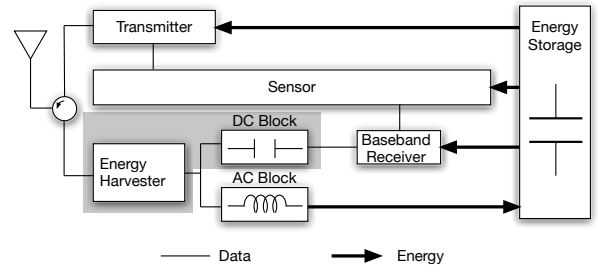 Transmitter
Energy
Storage
Sensor
DC Block
Baseband
Receiver
Energy
Harvester
AC Block
Data
Energy